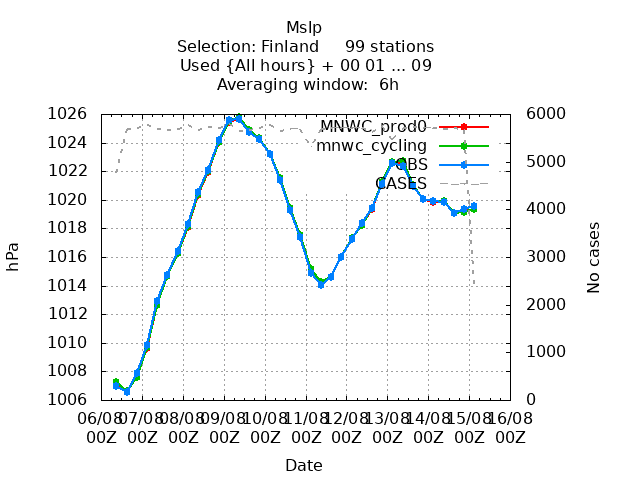 Mslp
Selection: Finland 99 stations
Used {All hours} + 00 01 ... 09
Averaging window: 6h
1026 6000
MNWC_prod0
1024
mnwc_cycling
1022 5000
OBS
CASES
1020
1018 4000
1016
hPa
No cases
3000
1014
1012 2000
1010
1008 1000
1006 0
06/08 07/08 08/08 09/08 10/08 11/08 12/08 13/08 14/08 15/08 16/08
00Z 00Z 00Z 00Z 00Z 00Z 00Z 00Z 00Z 00Z 00Z
Date